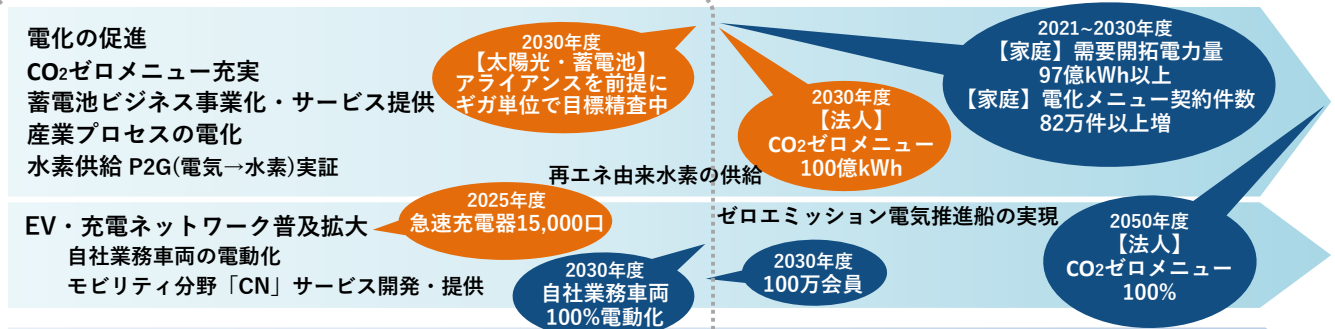 電化の促進
CO2ゼロメニュー充実
蓄電池ビジネス事業化・サービス提供
産業プロセスの電化
水素供給 P2G(電気→水素)実証
2030年度
【太陽光・蓄電池】
アライアンスを前提に
ギガ単位で目標精査中
再エネ由来水素の供給
2030年度
【法人】
CO2ゼロメニュー
100億kWh
2021~2030年度
【家庭】需要開拓電力量
97億kWh以上
【家庭】電化メニュー契約件数
82万件以上増
EV・充電ネットワーク普及拡大
自社業務車両の電動化
モビリティ分野「CN」サービス開発・提供
2025年度
急速充電器15,000口
2030年度
自社業務車両
100%電動化
ゼロエミッション電気推進船の実現
2030年度
100万会員
2050年度
【法人】
CO2ゼロメニュー
100%